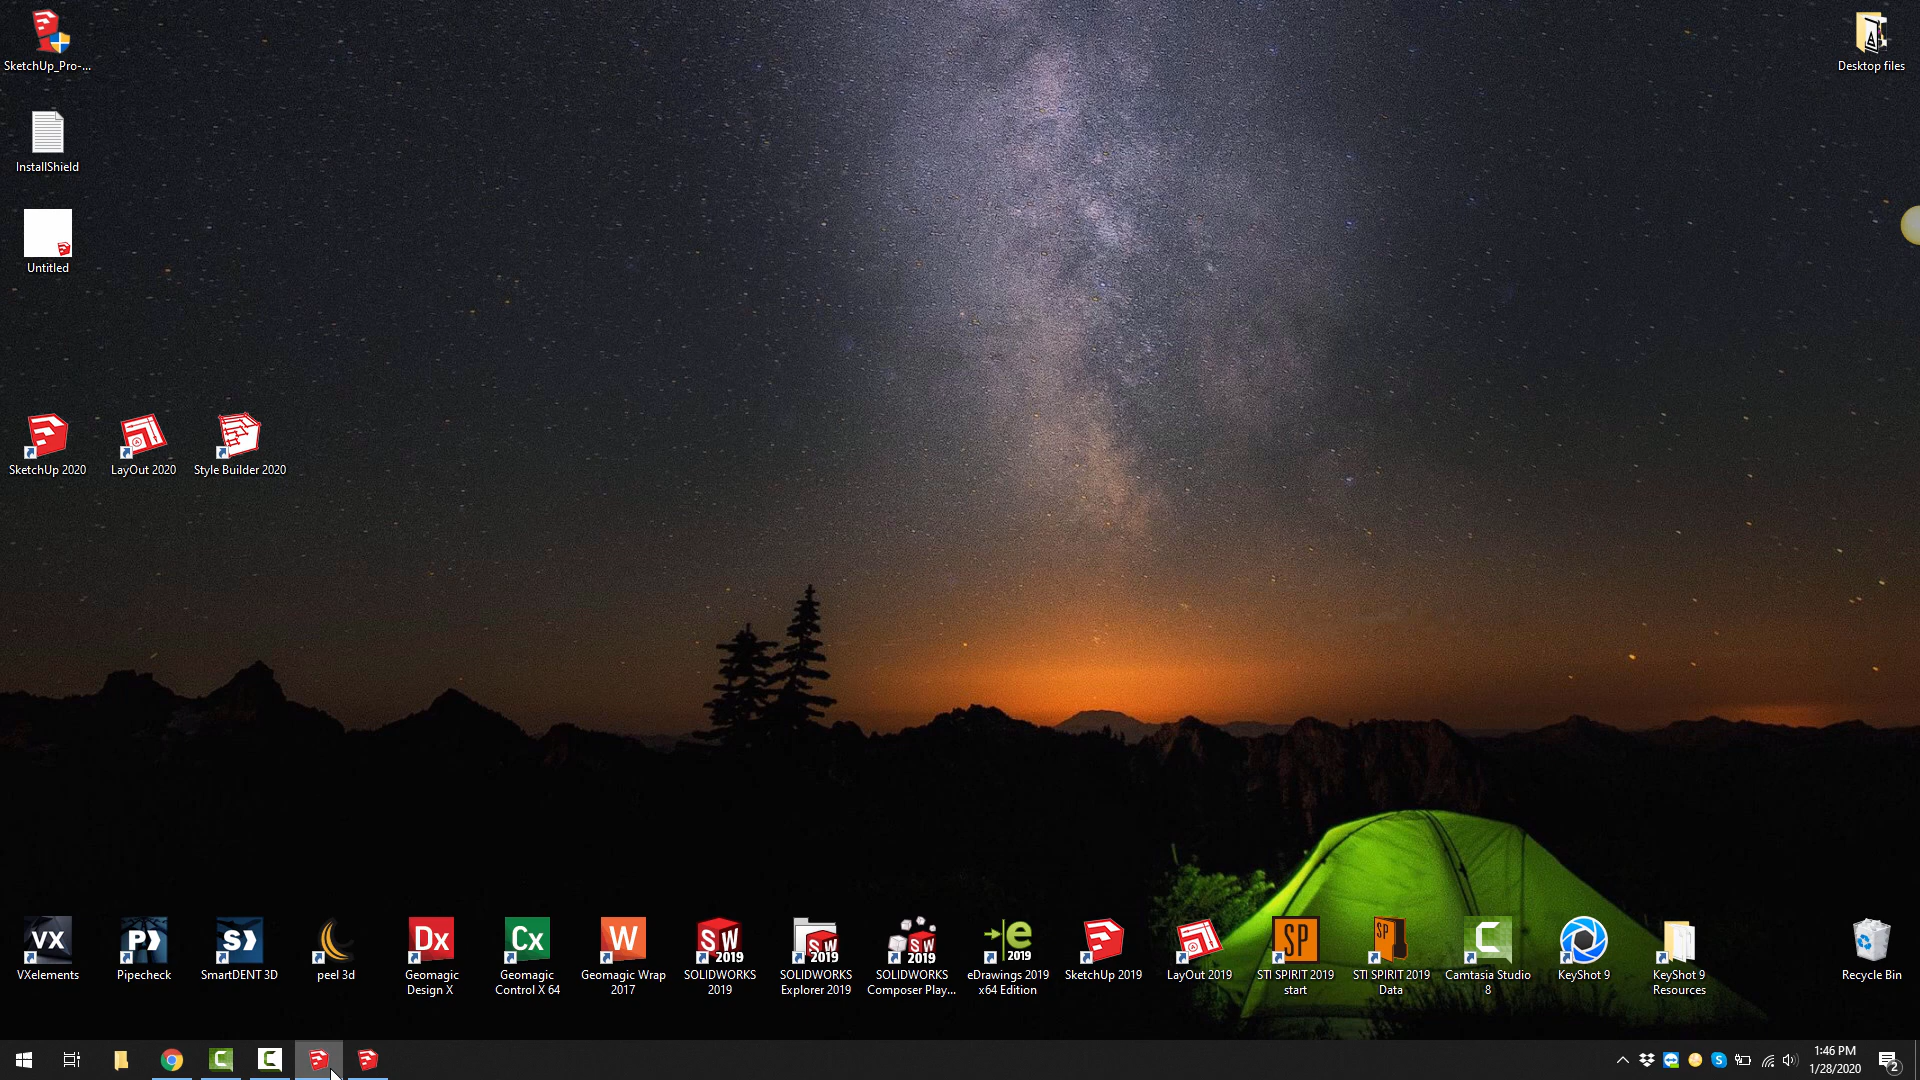 SketchUp_Pro-...
Desktop files
InstallShield
Untitled
SketchUp 2020
LayOut 2020
Style Builder 2020
VX
VXelements
P
Pipecheck
S
SmartDENT 3D
peel 3d
Dx
Geomagic
Design X
Cx
Geomagic
Control X 64
W
Geomagic Wrap
2017
SW
2019
SOLIDWORKS
2019
SW
2019
SOLIDWORKS
Explorer 2019
SW
2019
SOLIDWORKS
Composer Play...
e
2019
eDrawings 2019
x64 Edition
SketchUp 2019
LayOut 2019
SP
STI SPIRIT 2019
start
SP
STI SPIRIT 2019
Data
C
Camtasia Studio
8
KeyShot 9
KeyShot 9
Resources
Recycle Bin
C
C
S
1:46 PM
1/28/2020
2